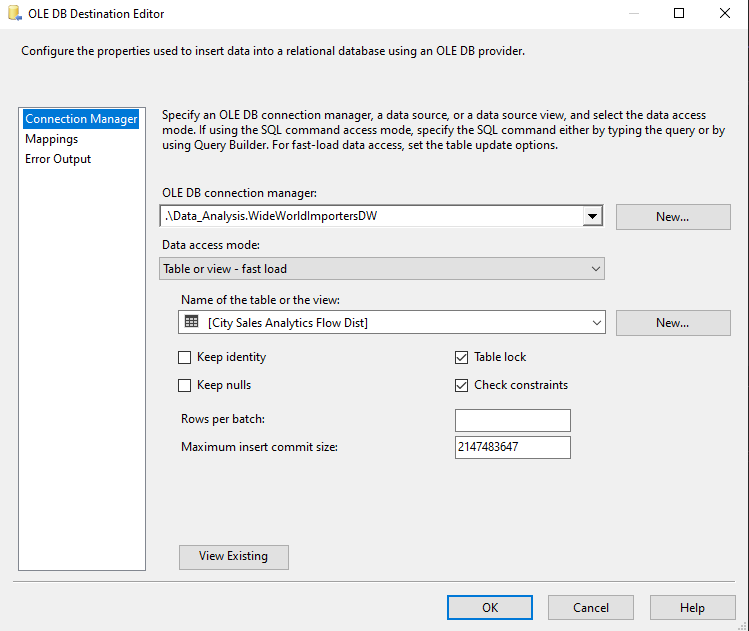 OLE DB Destination Editor
Configure the properties used to insert data into a relational database using an OLE DB provider.
Connection Manager
Mappings
Error Output
Specify an OLE DB connection manager, a data source, or a data source view, and select the data access
mode. If using the SQL command access mode, specify the SQL command either by typing the query or by
using Query Builder. For fast-load data access, set the table update options.
OLE DB connection manager:
.\Data_Analysis.WideWorldImportersDW
New...
Data access mode:
Table or view - fast load
Name of the table or the view:
[City Sales Analytics Flow Dist]
New...
Keep identity
Table lock
Keep nulls
Check constraints
Rows per batch:
Maximum insert commit size:
2147483647
View Existing
OK
Cancel
Help